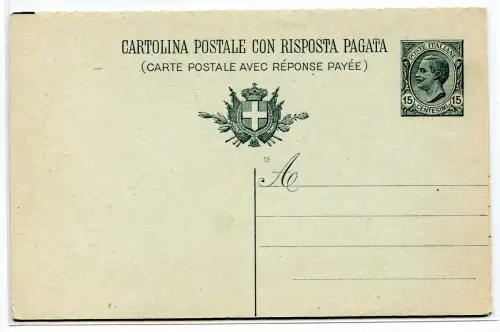 CARTOLINA POSTALE CON RISPOSTA PAGATA
(CARTE POSTALE AVEC RÉPONSE PAYÉE)
POSTE ITALIANE
15 15
CENTESIMI
A